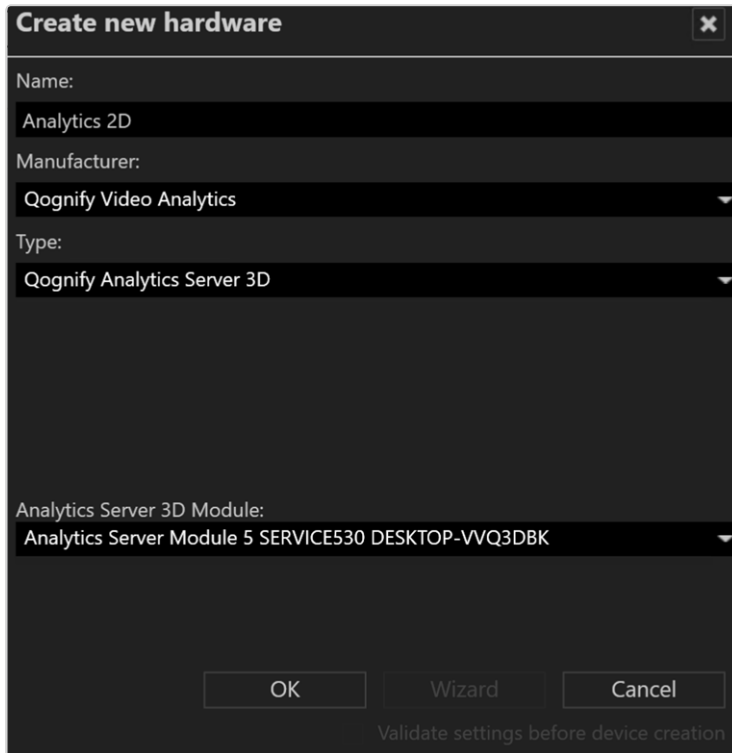 Create new hardware
Name:
Analytics 2D
Manufacturer:
Qognify Video Analytics
Type:
Qognify Analytics Server 3D
Analytics Server 3D Module:
Analytics Server Module 5 SERVICE530 DESKTOP-VVQ3DBK
OK Wizard Cancel
Validate settings before device creation